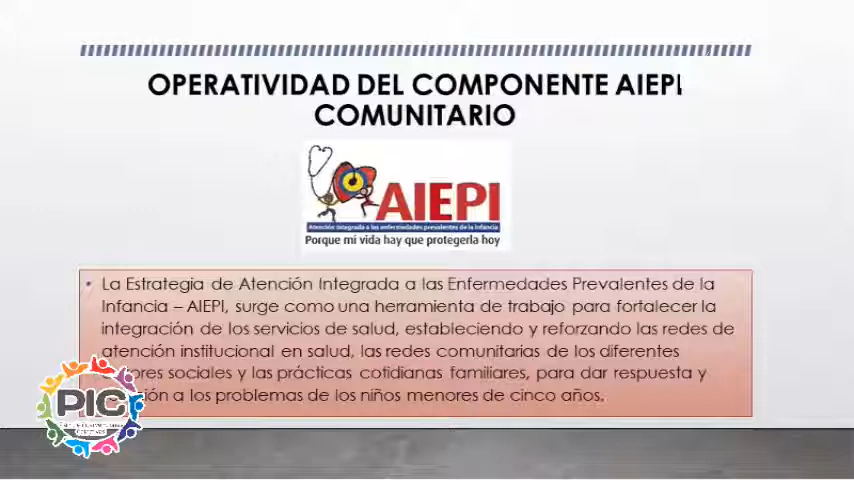 OPERATIVIDAD DEL COMPONENTE AIEPI
COMUNITARIO
AIEPI
Atención Integrada a las enfermedades prevalentes de la Infancia
Porque mi vida hay que protegerla hoy
• La Estrategia de Atención Integrada a las Enfermedades Prevalentes de la
Infancia – AIEPI, surge como una herramienta de trabajo para fortalecer la
integración de los servicios de salud, estableciendo y reforzando las redes de
atención institucional en salud, las redes comunitarias de los diferentes
sociales y las prácticas cotidianas familiares, para dar respuesta y
a los problemas de los niños menores de cinco años.
PIC